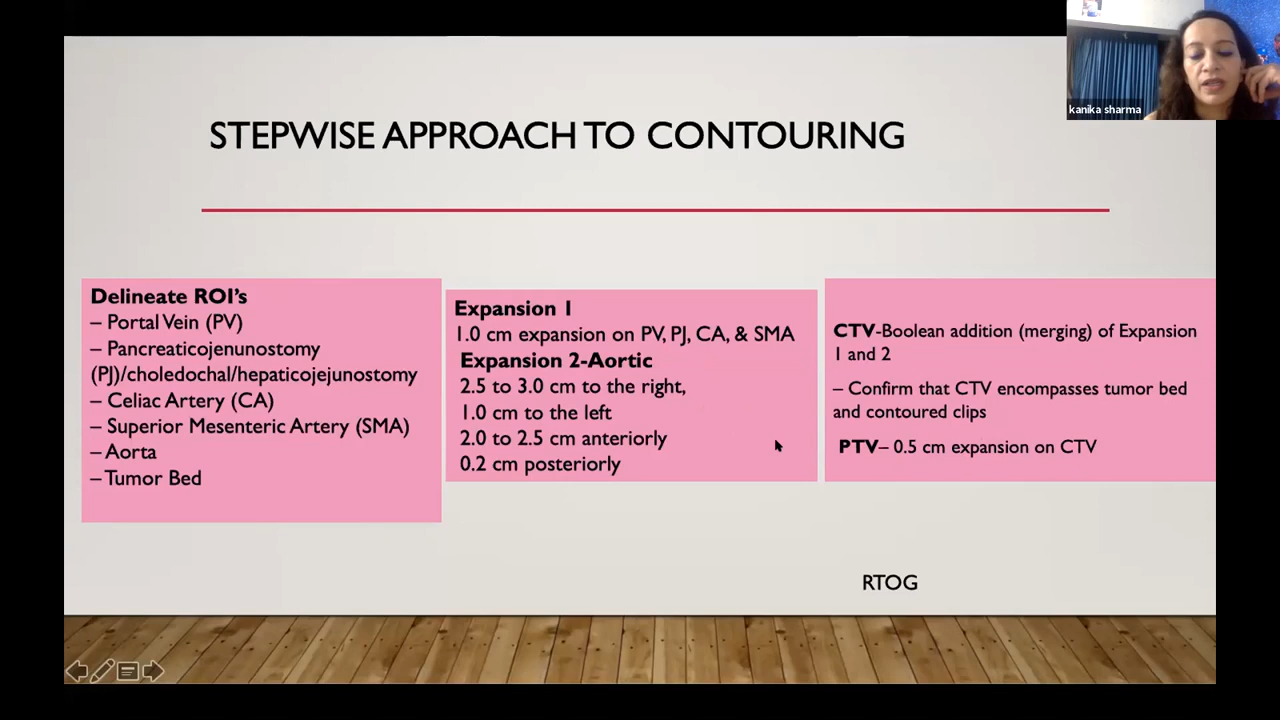 kanika sharma
STEPWISE APPROACH TO CONTOURING
Delineate ROI's
– Portal Vein (PV)
– Pancreaticojenunostomy
(PJ)/choledochal/hepaticojejunostomy
– Celiac Artery (CA)
– Superior Mesenteric Artery (SMA)
– Aorta
– Tumor Bed
Expansion 1
1.0 cm expansion on PV, PJ, CA, & SMA
Expansion 2-Aortic
2.5 to 3.0 cm to the right,
1.0 cm to the left
2.0 to 2.5 cm anteriorly
0.2 cm posteriorly
CTV-Boolean addition (merging) of Expansion
1 and 2
– Confirm that CTV encompasses tumor bed
and contoured clips
PTV– 0.5 cm expansion on CTV
RTOG